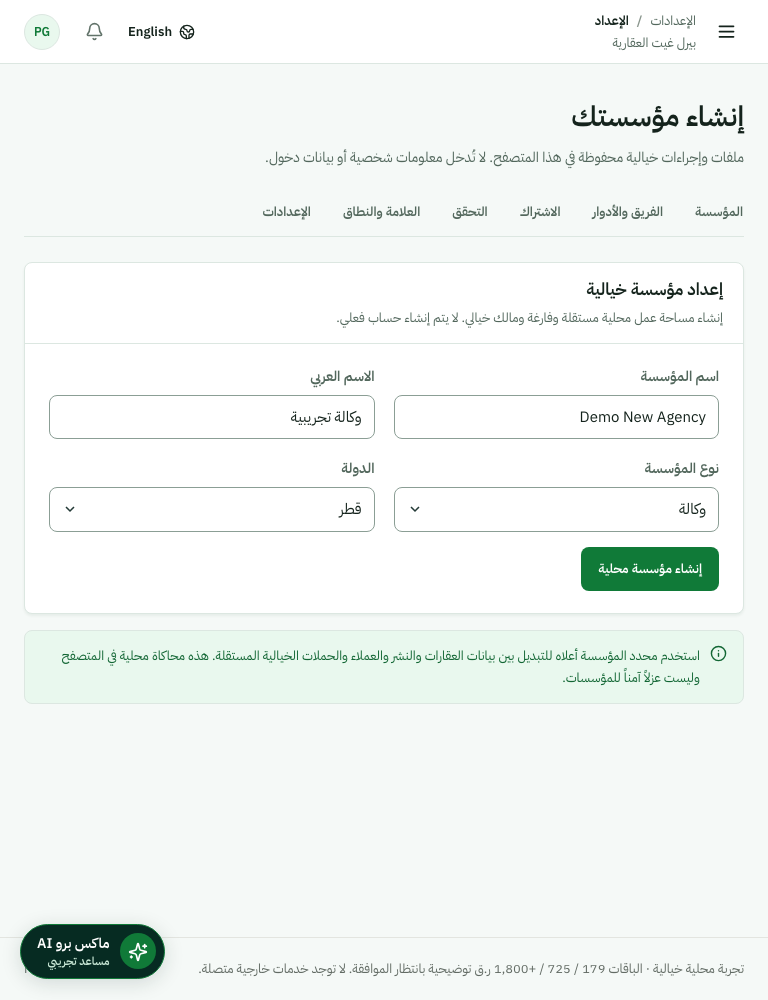 الإعدادات / الإعداد
بيرل غيت العقارية
English
PG
إنشاء مؤسستك
ملفات وإجراءات خيالية محفوظة في هذا المتصفح. لا تُدخل معلومات شخصية أو بيانات دخول.
المؤسسة
الفريق والأدوار
الاشتراك
التحقق
العلامة والنطاق
الإعدادات
إعداد مؤسسة خيالية
إنشاء مساحة عمل محلية مستقلة وفارغة ومالك خيالي. لا يتم إنشاء حساب فعلي.
اسم المؤسسة
Demo New Agency
الاسم العربي
وكالة تجريبية
نوع المؤسسة
وكالة
الدولة
قطر
إنشاء مؤسسة محلية
استخدم محدد المؤسسة أعلاه للتبديل بين بيانات العقارات والنشر والعملاء والحملات الخيالية المستقلة. هذه محاكاة محلية في المتصفح
وليست عزلاً آمناً للمؤسسات.
تجربة محلية خيالية · الباقات 179 / 725 / +1,800 ر.ق توضيحية بانتظار الموافقة. لا توجد خدمات خارجية متصلة.
ماكس برو AI
مساعد تجريبي